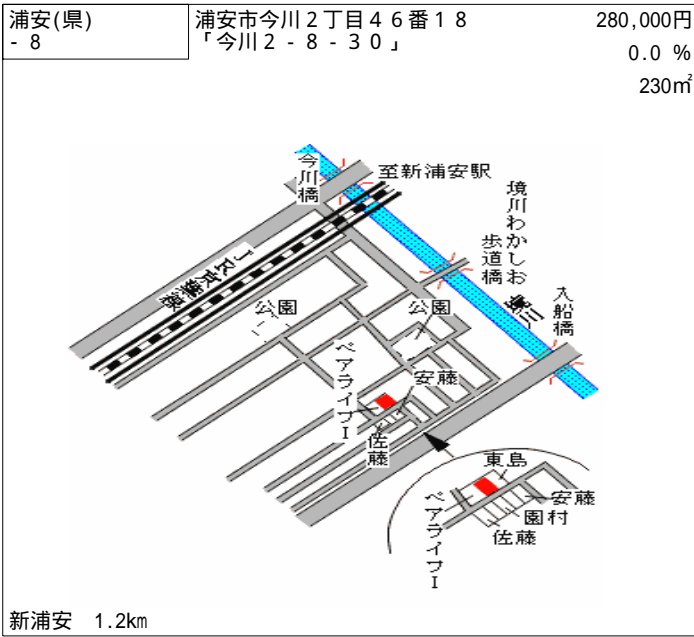 浦安(県)
- 8
浦安市今川２丁目４６番１８
「今川２－８－３０」
280,000円
0.0 %
230㎡
今川橋
至新浦安駅
境川わかしお
歩道橋
境川
入船橋
ＪＲ京葉線
公園
公園
ペアライフⅠ
安藤
佐藤
東島
安藤
園村
佐藤
ペアライフⅠ
新浦安　1.2km